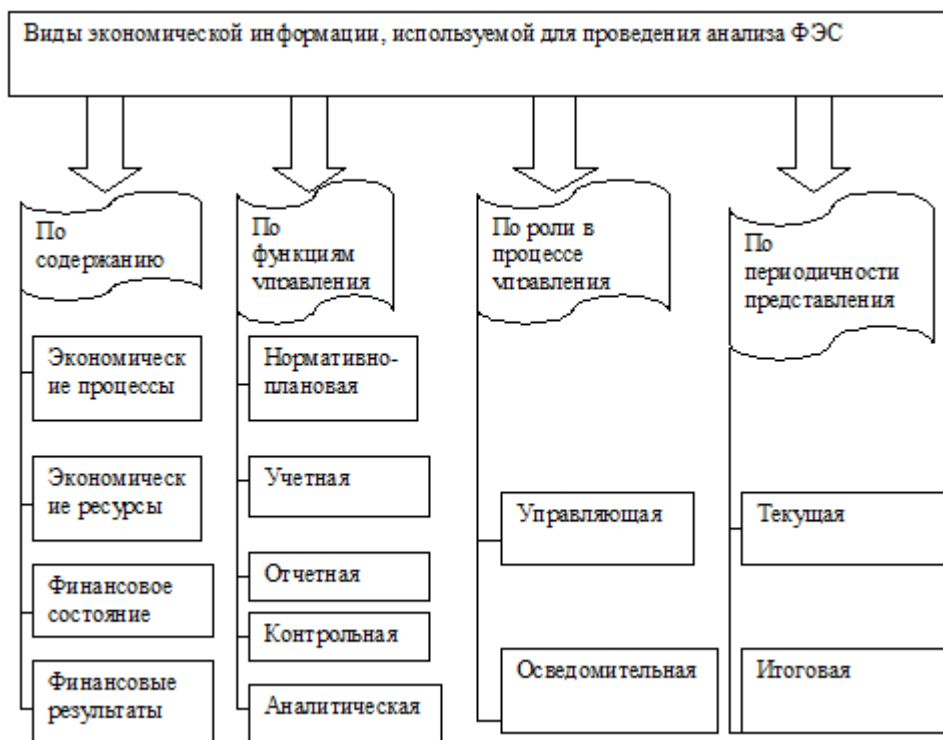 Виды экономической информации, используемой для проведения анализа ФЭС
По
содержанию
Экономическ
ие процессы
Экономическ
ие ресурсы
Финансовое
состояние
Финансовые
результаты
По
функциям
управления
Нормативно-
плановая
Учетная
Отчетная
Контрольная
Аналитическая
По роли в
процессе
управления
Управляющая
Осведомительная
По
периодичности
представления
Текущая
Итоговая